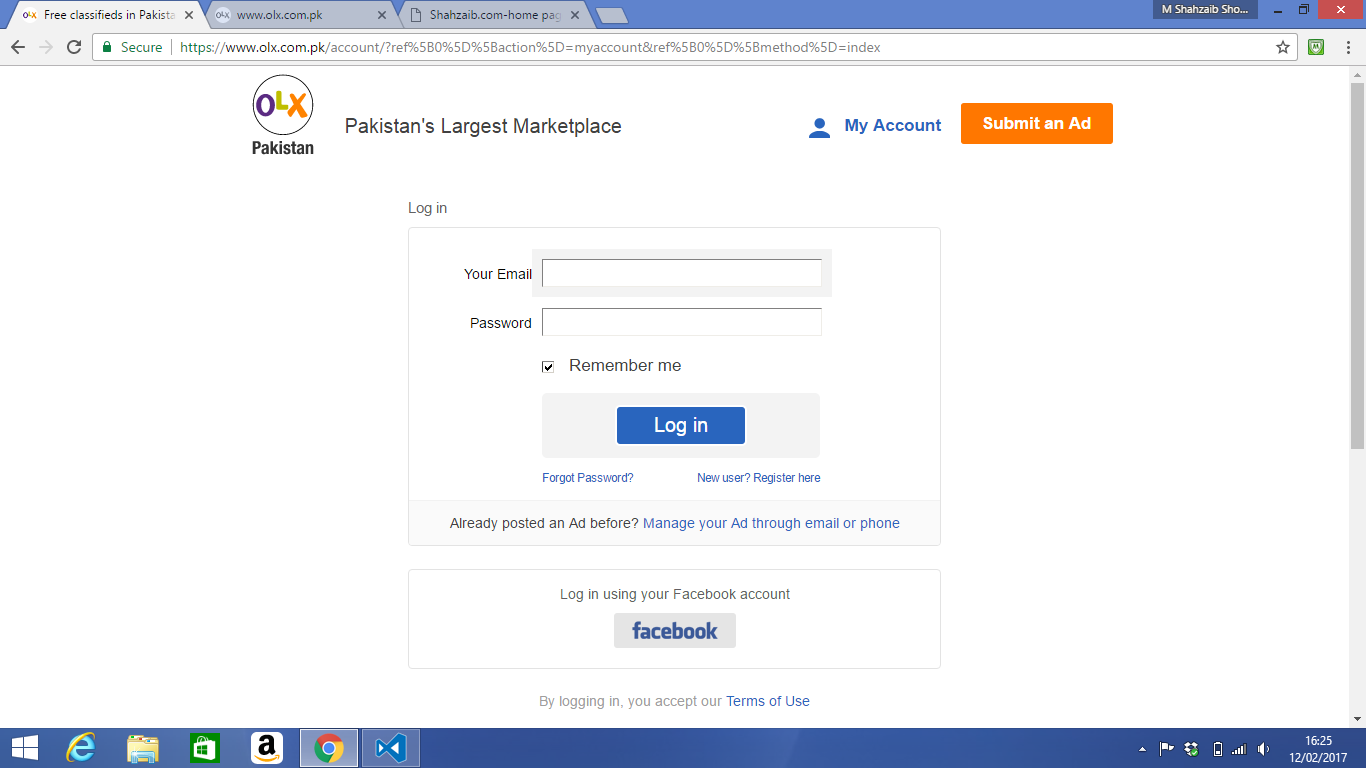 Free classifieds in Pakista
www.olx.com.pk
Shahzaib.com-home pag
M Shahzaib Sho...
Secure
https://www.olx.com.pk/account/?ref%5B0%5D%5Baction%5D=myaccount&ref%5B0%5D%5Bmethod%5D=index
OLX
Pakistan
Pakistan's Largest Marketplace
My Account
Submit an Ad
Log in
Your Email
Password
Remember me
Log in
Forgot Password?
New user? Register here
Already posted an Ad before? Manage your Ad through email or phone
Log in using your Facebook account
facebook
By logging in, you accept our Terms of Use
16:25
12/02/2017